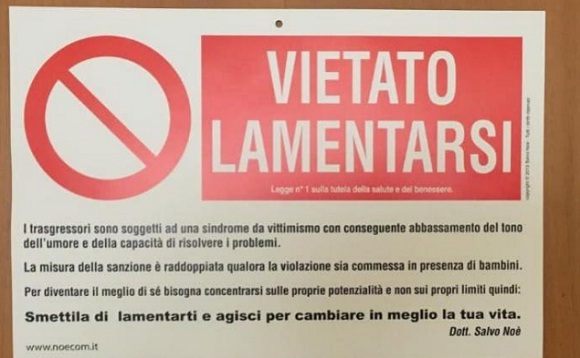 VIETATO
LAMENTARSI
Legge n° 1 sulla tutela della salute e del benessere.
I trasgressori sono soggetti ad una sindrome da vittimismo con conseguente abbassamento del tono
dell'umore e della capacità di risolvere i problemi.
La misura della sanzione è raddoppiata qualora la violazione sia commessa in presenza di bambini.
Per diventare il meglio di sé bisogna concentrarsi sulle proprie potenzialità e non sui propri limiti quindi:
Smettila di lamentarti e agisci per cambiare in meglio la tua vita.
Dott. Salvo Noè
www.noecom.it